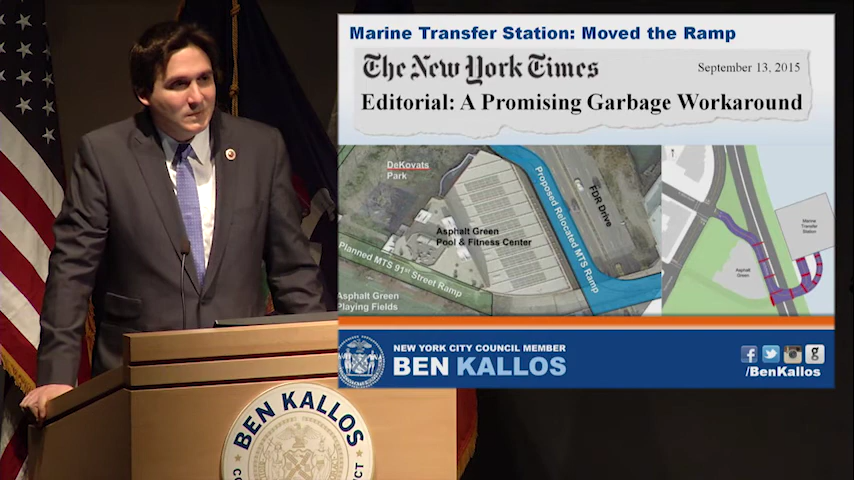 Marine Transfer Station: Moved the Ramp
The New York Times
September 13, 2015
Editorial: A Promising Garbage Workaround
DeKovats
Park
Asphalt Green
Pool & Fitness Center
Proposed Relocated MTS Ramp
FDR Drive
Planned MTS 91st Street Ramp
Asphalt Green
Playing Fields
Marine
Transfer
Station
Asphalt
Green
NEW YORK CITY COUNCIL MEMBER
BEN KALLOS
/BenKallos
BEN KALLOS